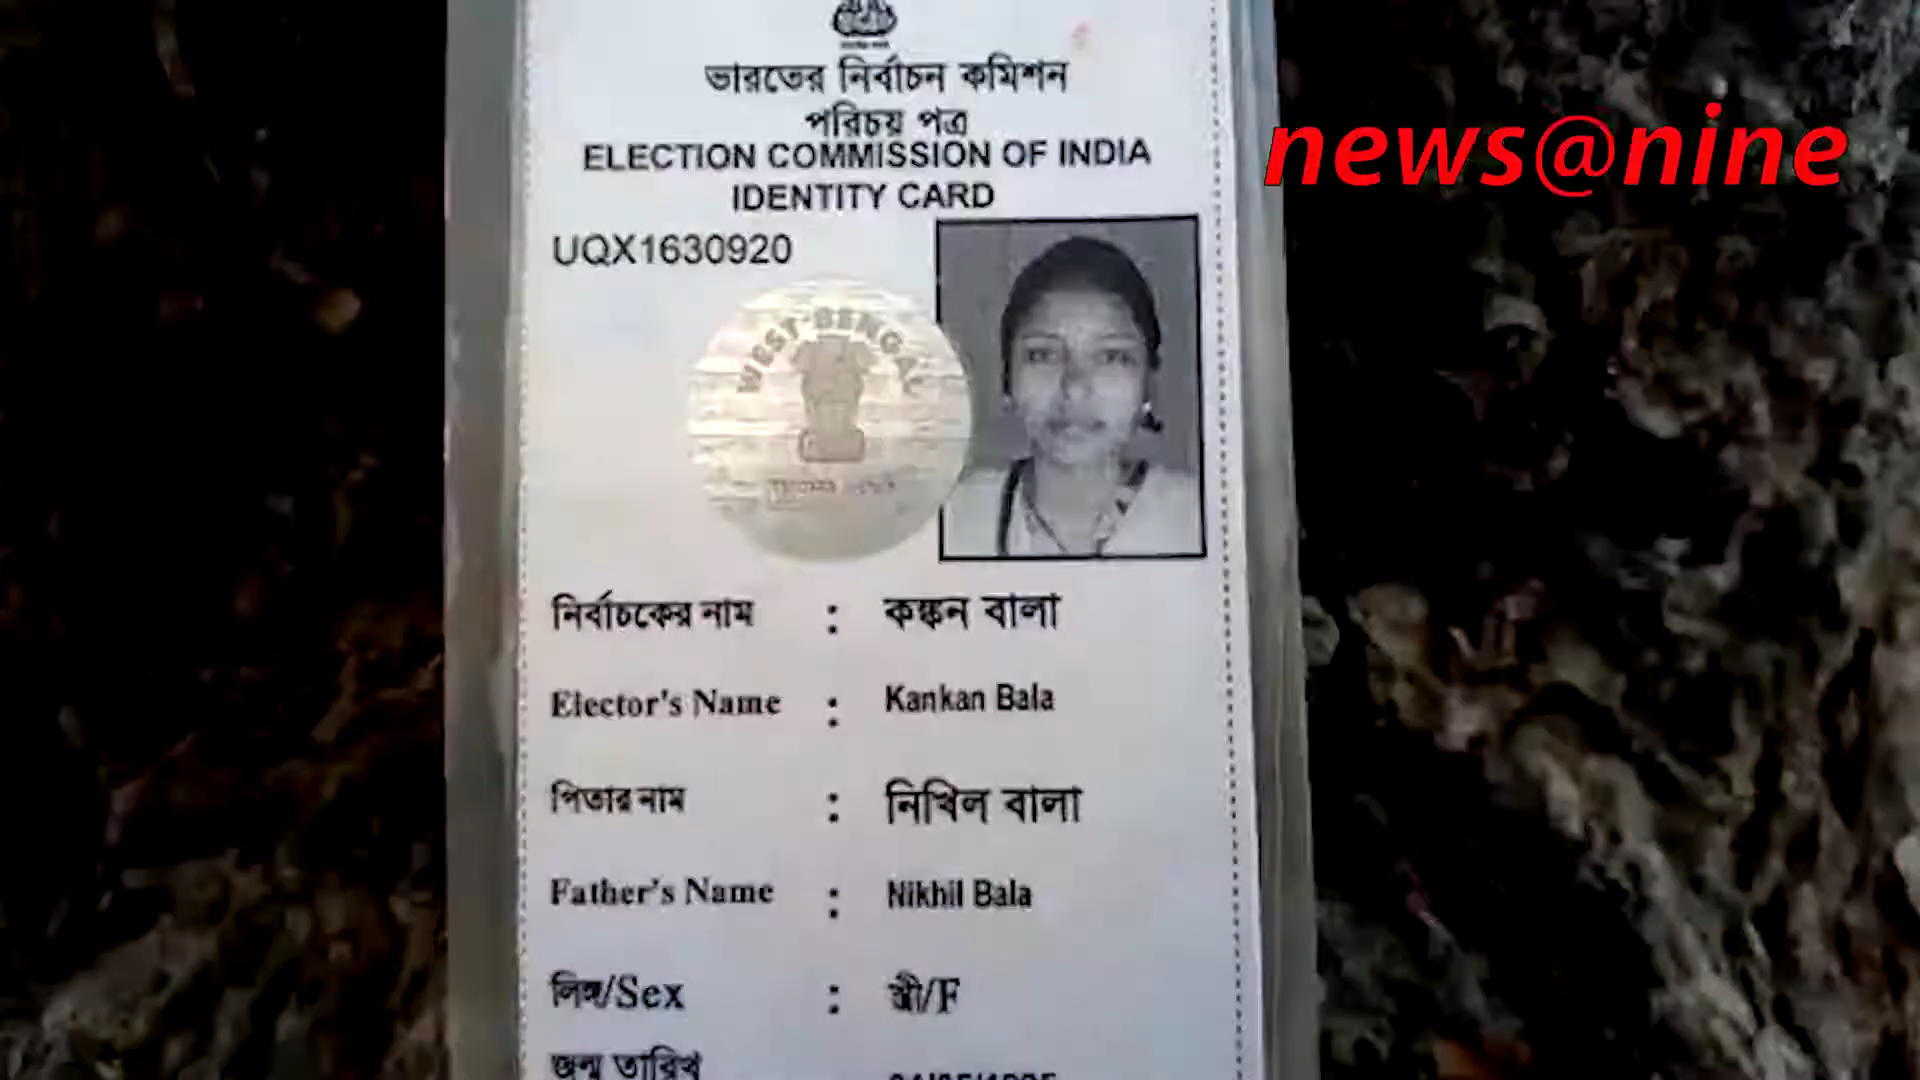 ভারতের নির্বাচন কমিশন
পরিচয় পত্র
ELECTION COMMISSION OF INDIA
IDENTITY CARD
news@nine
UQX1630920
WEST BENGAL
নির্বাচকের নাম : কঙ্কন বালা
Elector's Name : Kankan Bala
পিতার নাম : নিখিল বালা
Father's Name : Nikhil Bala
লিঙ্গ/Sex : স্ত্রী/F
জন্ম তারিখ